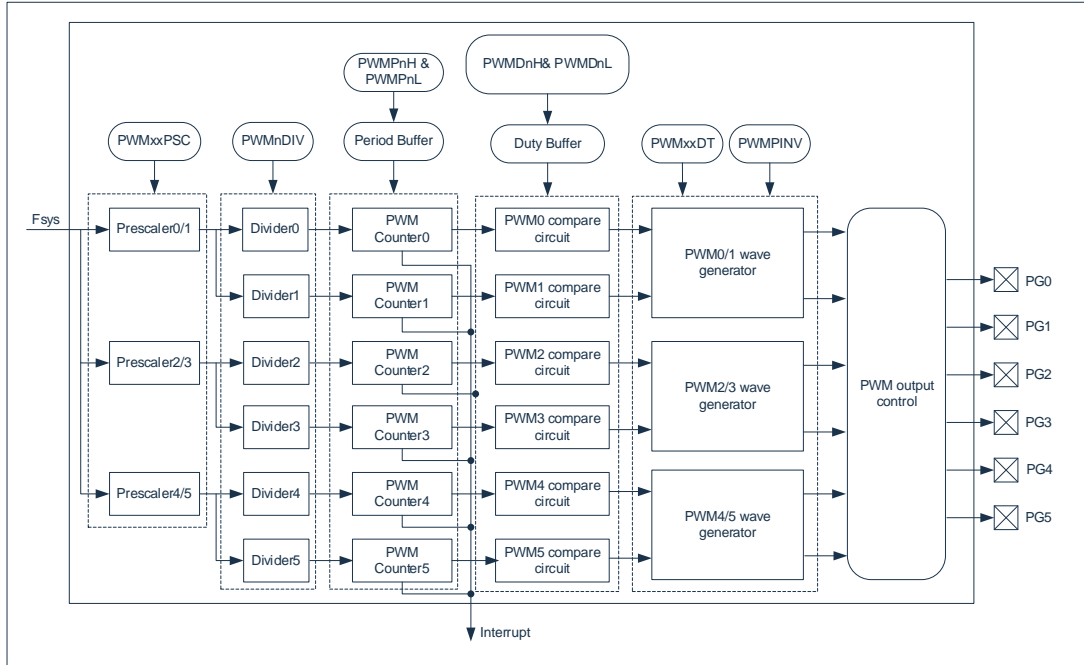 PWMPnH &
PWMPnL
PWMDnH& PWMDnL
PWMxxPSC
PWMnDIV
Period Buffer
Duty Buffer
PWMxxDT
PWMPINV
Fsys
Prescaler0/1
Divider0
PWM
Counter0
PWM0 compare
circuit
PWM0/1 wave
generator
Divider1
PWM
Counter1
PWM1 compare
circuit
Prescaler2/3
Divider2
PWM
Counter2
PWM2 compare
circuit
PWM2/3 wave
generator
Divider3
PWM
Counter3
PWM3 compare
circuit
Prescaler4/5
Divider4
PWM
Counter4
PWM4 compare
circuit
PWM4/5 wave
generator
Divider5
PWM
Counter5
PWM5 compare
circuit
PWM output
control
PG0
PG1
PG2
PG3
PG4
PG5
Interrupt